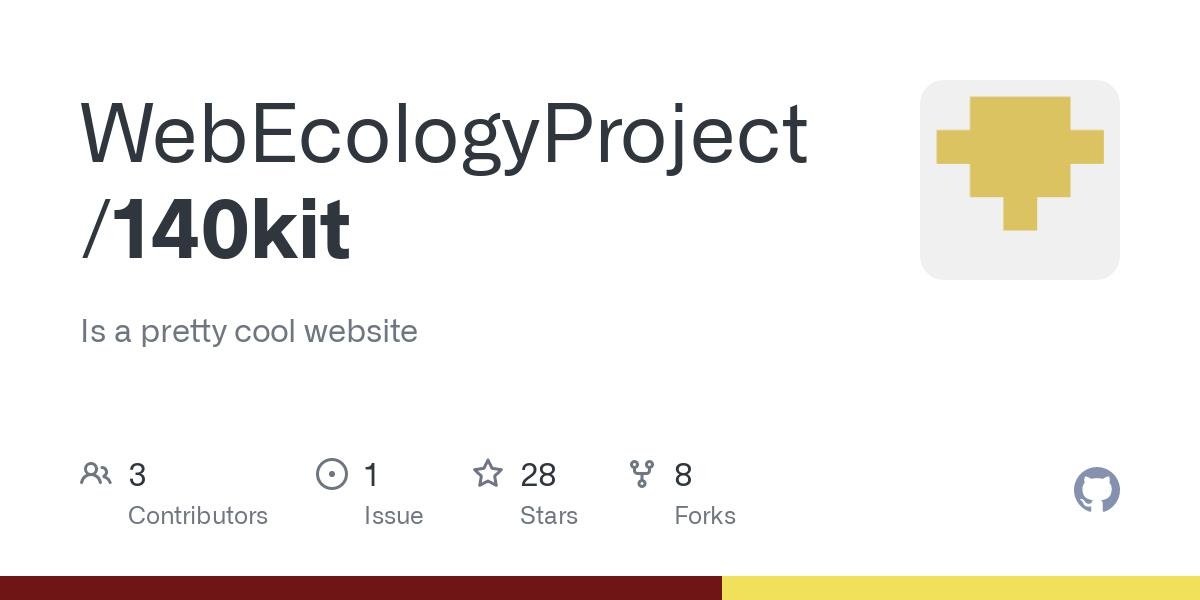 WebEcologyProject
/140kit
Is a pretty cool website
3 1 28 8
Contributors Issue Stars Forks